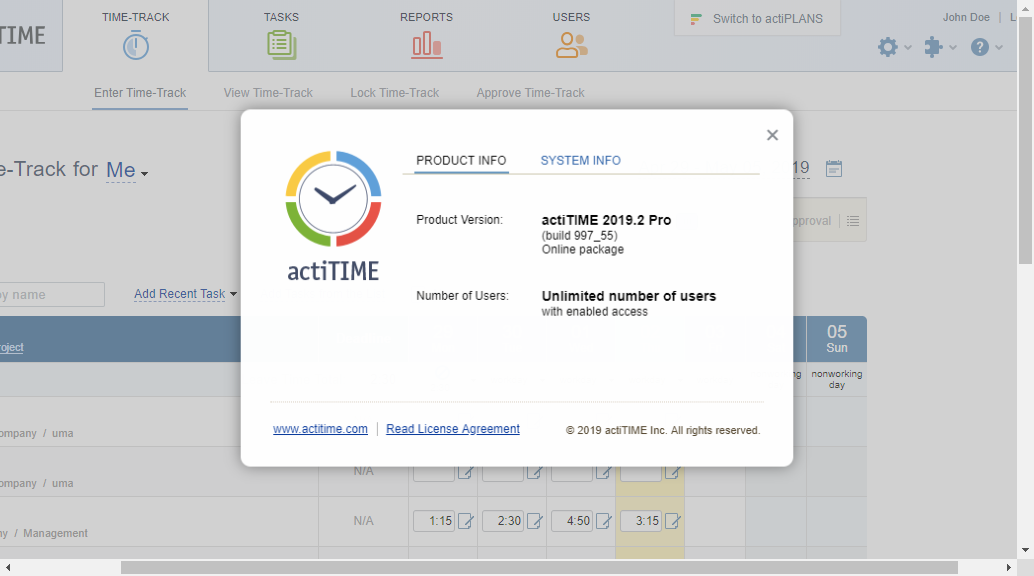 TIME
TIME-TRACK
TASKS
REPORTS
USERS
Switch to actiPLANS
John Doe
Enter Time-Track
View Time-Track
Lock Time-Track
Approve Time-Track
e-Track for Me
19
PRODUCT INFO
SYSTEM INFO
Product Version:
actiTIME 2019.2 Pro
(build 997_55)
Online package
actiTIME
Number of Users:
Unlimited number of users
with enabled access
www.actitime.com
Read License Agreement
© 2019 actiTIME Inc. All rights reserved.
proval
by name
Add Recent Task
roject
05
Sun
ng
nonworking
day
ompany / uma
ompany / uma
N/A
ny / Management
N/A
1:15
2:30
4:50
3:15